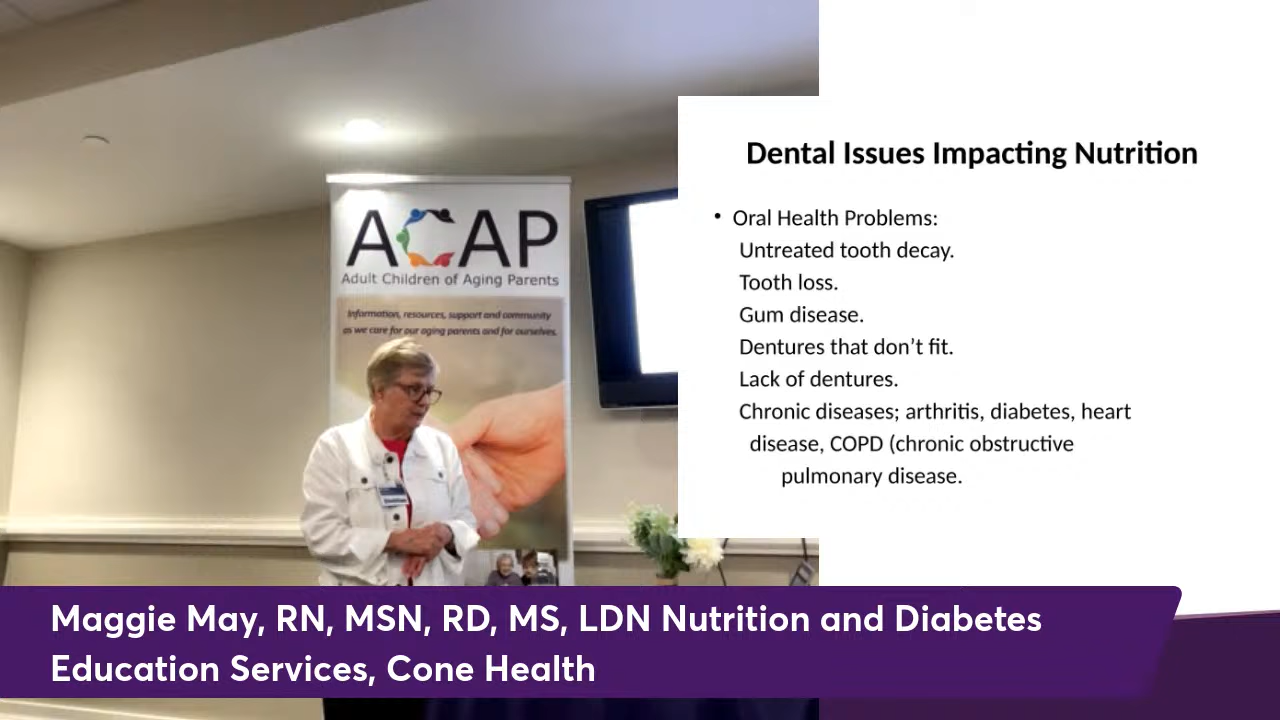 ACAP
Adult Children of Aging Parents
Information, resources, support and community
as we care for our aging parents and for ourselves.
Dental Issues Impacting Nutrition
• Oral Health Problems:
Untreated tooth decay.
Tooth loss.
Gum disease.
Dentures that don’t fit.
Lack of dentures.
Chronic diseases; arthritis, diabetes, heart
disease, COPD (chronic obstructive
pulmonary disease.
Maggie May, RN, MSN, RD, MS, LDN Nutrition and Diabetes
Education Services, Cone Health